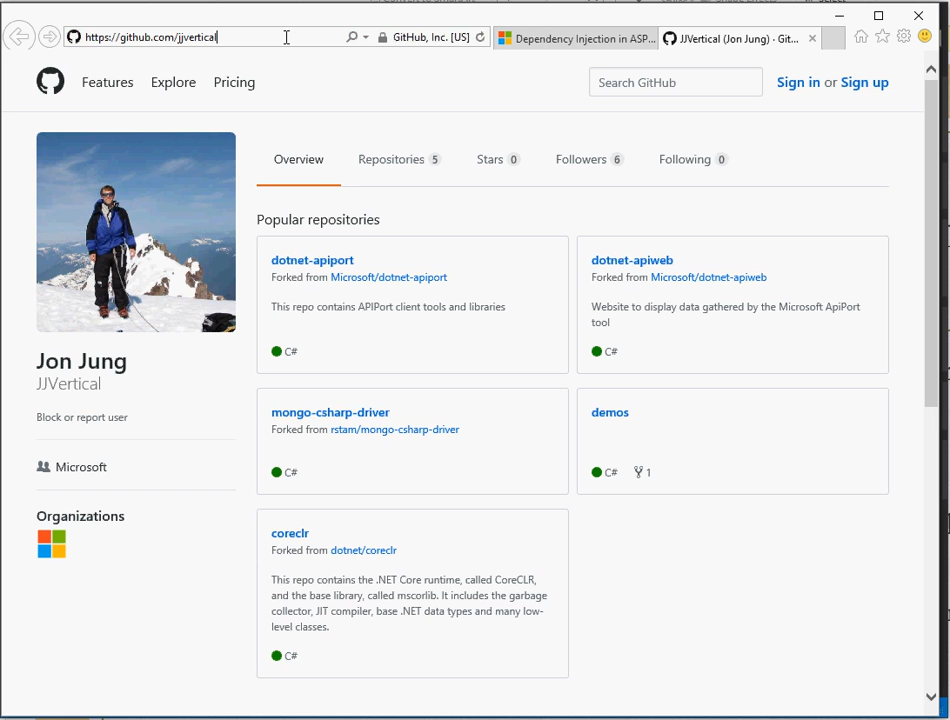 https://github.com/jjvertical
GitHub, Inc. [US]
Dependency Injection in ASP...
JJVertical (Jon Jung) · Git...
Features Explore Pricing
Search GitHub
Sign in or Sign up
Overview Repositories 5 Stars 0 Followers 6 Following 0
Jon Jung
JJVertical
Block or report user
Microsoft
Organizations
Popular repositories
dotnet-apiport
Forked from Microsoft/dotnet-apiport
This repo contains APIPort client tools and libraries
C#
dotnet-apiweb
Forked from Microsoft/dotnet-apiweb
Website to display data gathered by the Microsoft ApiPort
tool
C#
mongo-csharp-driver
Forked from rstam/mongo-csharp-driver
C#
demos
C# 1
coreclr
Forked from dotnet/coreclr
This repo contains the .NET Core runtime, called CoreCLR,
and the base library, called mscorlib. It includes the garbage
collector, JIT compiler, base .NET data types and many low-
level classes.
C#